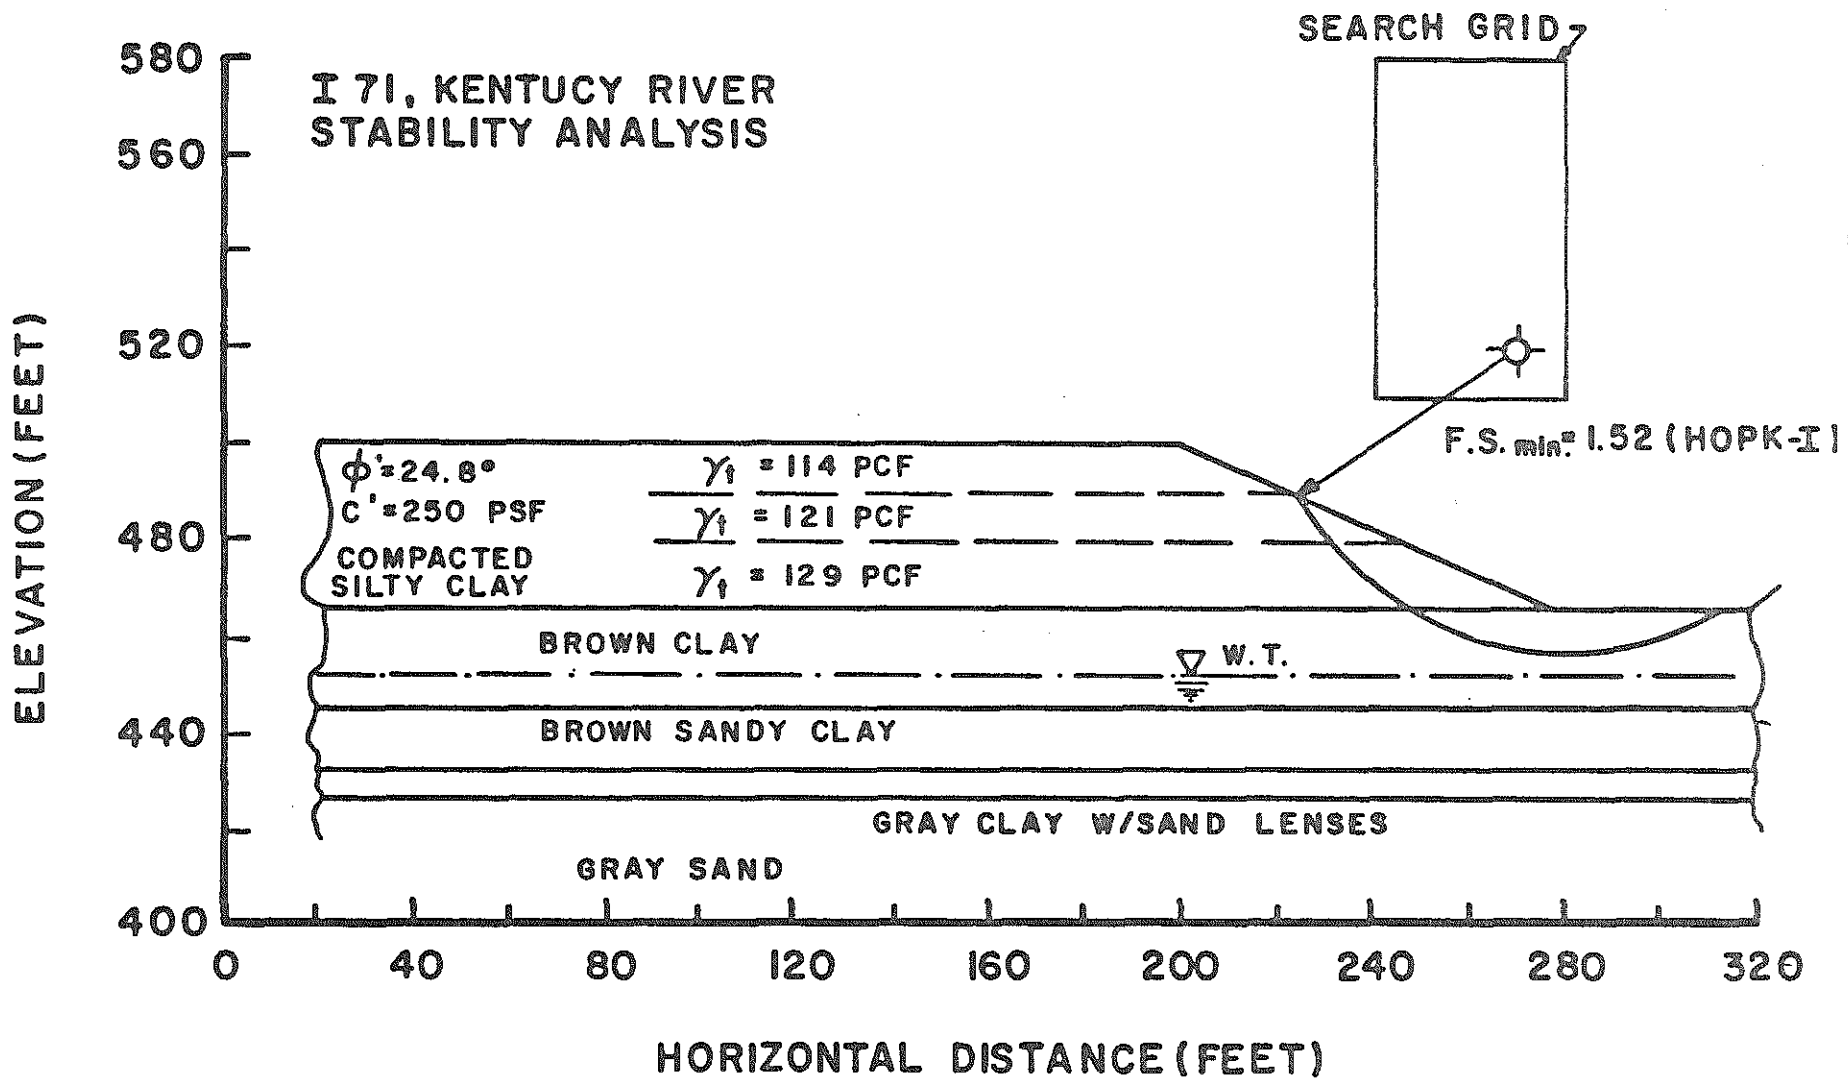 SEARCH GRID
I 71, KENTUCY RIVER
STABILITY ANALYSIS
580
560
520
480
440
400
ELEVATION (FEET)
F.S. min.= 1.52 (HOPK-I)
ϕ'=24.8°
C'=250 PSF
COMPACTED
SILTY CLAY
γt = 114 PCF
γt = 121 PCF
γt = 129 PCF
BROWN CLAY
W.T.
BROWN SANDY CLAY
GRAY CLAY W/SAND LENSES
GRAY SAND
0 40 80 120 160 200 240 280 320
HORIZONTAL DISTANCE (FEET)